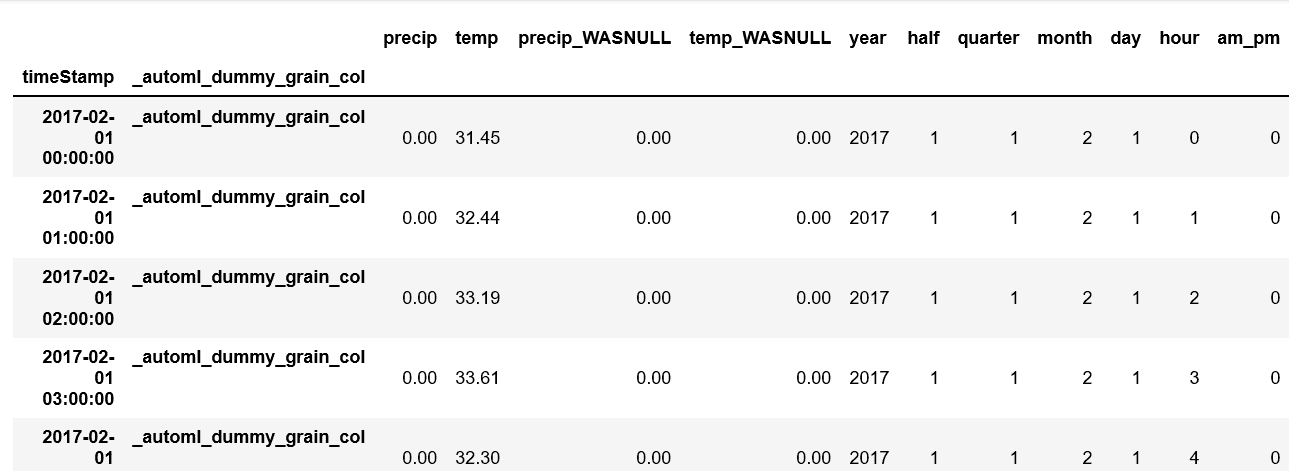 precip temp precip_WASNULL temp_WASNULL year half quarter month day hour am_pm
timeStamp _automl_dummy_grain_col
2017-02- _automl_dummy_grain_col
01 0.00 31.45 0.00 0.00 2017 1 1 2 1 0 0
00:00:00
2017-02- _automl_dummy_grain_col
01 0.00 32.44 0.00 0.00 2017 1 1 2 1 1 0
01:00:00
2017-02- _automl_dummy_grain_col
01 0.00 33.19 0.00 0.00 2017 1 1 2 1 2 0
02:00:00
2017-02- _automl_dummy_grain_col
01 0.00 33.61 0.00 0.00 2017 1 1 2 1 3 0
03:00:00
2017-02- _automl_dummy_grain_col
01 0.00 32.30 0.00 0.00 2017 1 1 2 1 4 0